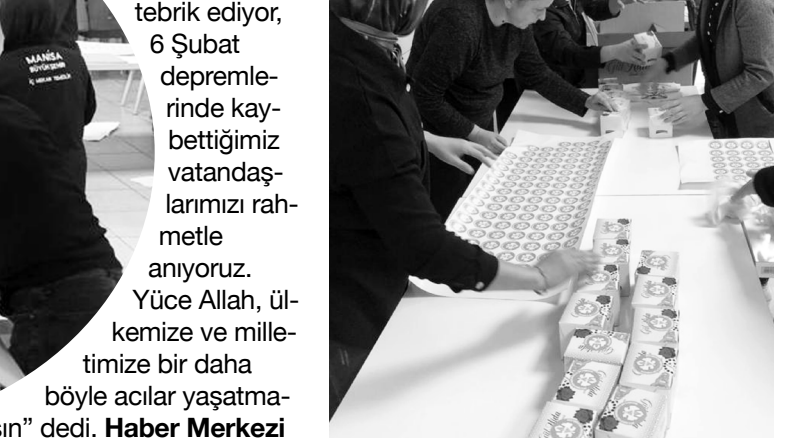 tebrik ediyor,
6 Şubat
depremle-
rinde kay-
bettiğimiz
vatandaş-
larımızı rah-
metle
anıyoruz.
Yüce Allah, ül-
kemize ve mille-
timize bir daha
böyle acılar yaşatma-
sın” dedi. Haber Merkezi
MANİSA
BÜYÜKŞEHİR